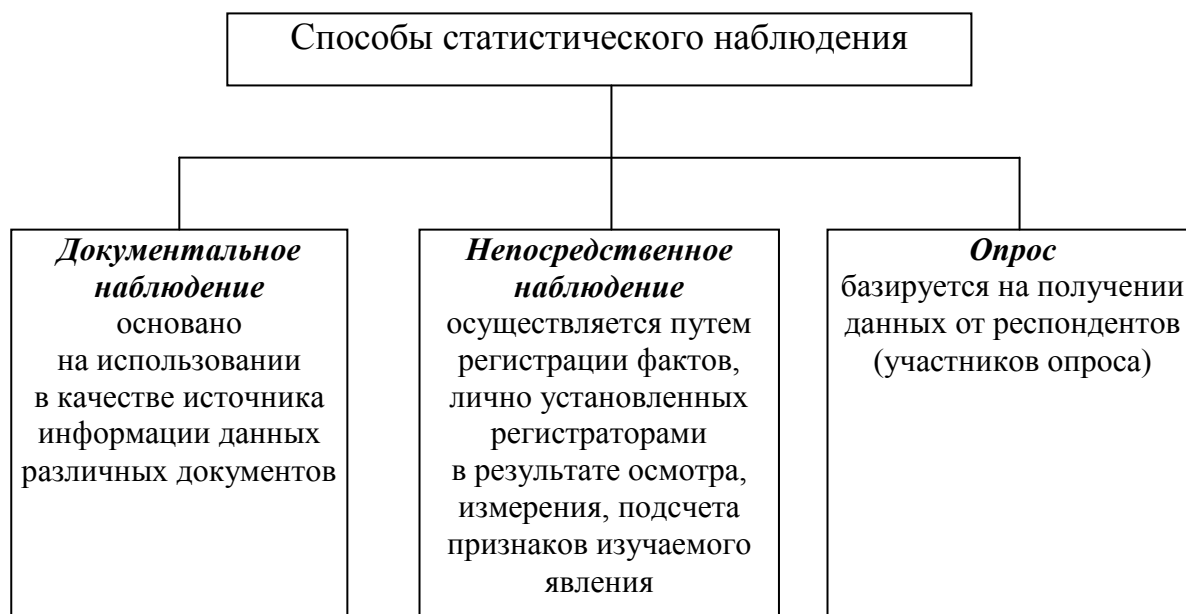 Способы статистического наблюдения
Документальное
наблюдение
основано
на использовании
в качестве источника
информации данных
различных документов
Непосредственное
наблюдение
осуществляется путем
регистрации фактов,
лично установленных
регистраторами
в результате осмотра,
измерения, подсчета
признаков изучаемого
явления
Опрос
базируется на получении
данных от респондентов
(участников опроса)